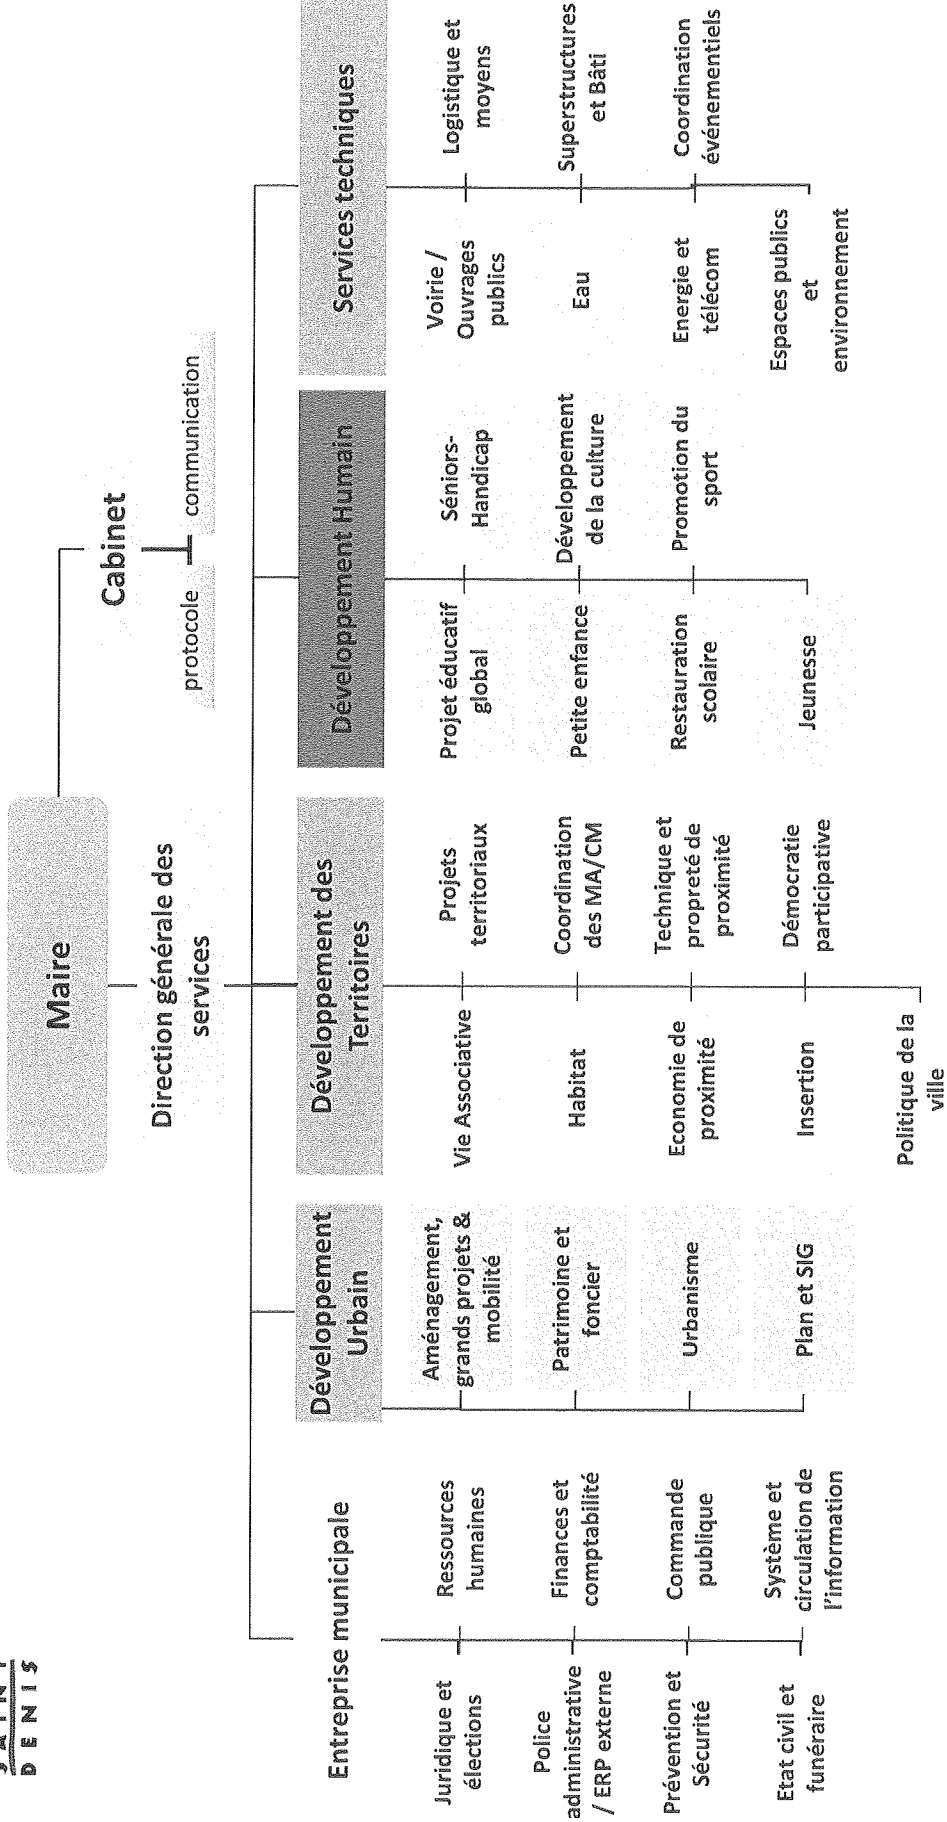 SAINT
DENIS
Maire
Cabinet
protocole
communication
Direction générale des
services
Entreprise municipale
Juridique et
élections
Ressources
humaines
Police
administrative
/ ERP externe
Finances et
comptabilité
Prévention et
Sécurité
Commande
publique
Etat civil et
funéraire
Système et
circulation de
l'information
Développement
Urbain
Aménagement,
grands projets &
mobilité
Patrimoine et
foncier
Urbanisme
Plan et SIG
Développement des
Territoires
Vie Associative
Projets
territoriaux
Habitat
Coordination
des MA/CM
Economie de
proximité
Technique et
propreté de
proximité
Insertion
Démocratie
participative
Politique de la
ville
Développement Humain
Projet éducatif
global
Séniors-
Handicap
Petite enfance
Développement
de la culture
Restauration
scolaire
Promotion du
sport
Jeunesse
Services techniques
Voirie /
Ouvrages
publics
Logistique et
moyens
Eau
Superstructures
et Bâti
Energie et
télécom
Coordination
événementiels
Espaces publics
et
environnement